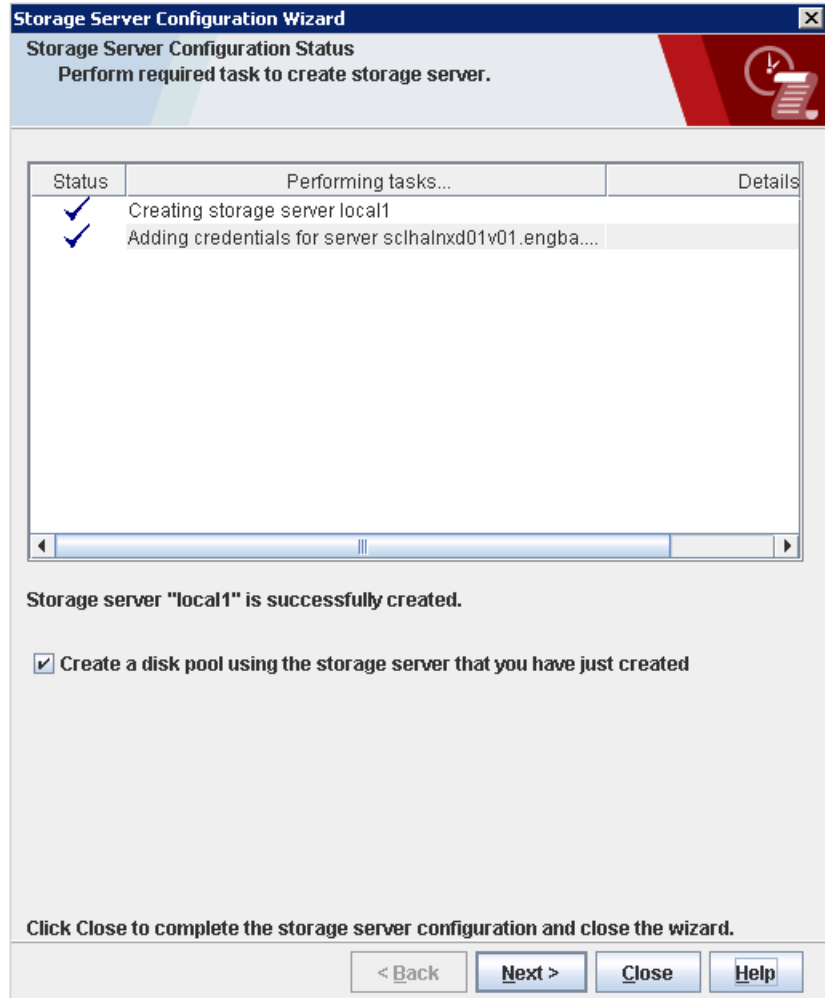 Storage Server Configuration Wizard
Storage Server Configuration Status
Perform required task to create storage server.
Status Performing tasks... Details
Creating storage server local1
Adding credentials for server sclhalnxd01v01.engba....
Storage server "local1" is successfully created.
Create a disk pool using the storage server that you have just created
Click Close to complete the storage server configuration and close the wizard.
< Back Next > Close Help